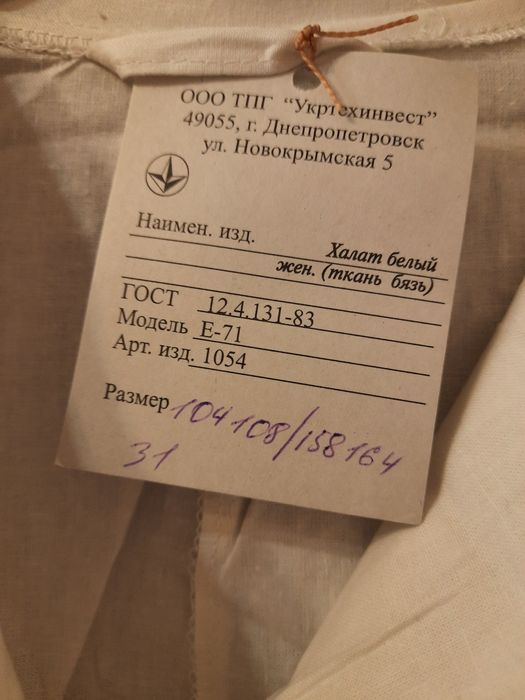 ООО ТПГ “Укртехинвест”
49055, г. Днепропетровск
ул. Новокрымская 5
Наимен. изд. Халат белый
жен. (ткань бязь)
ГОСТ 12.4.131-83
Модель Е-71
Арт. изд. 1054
Размер 104 108/158 164
31